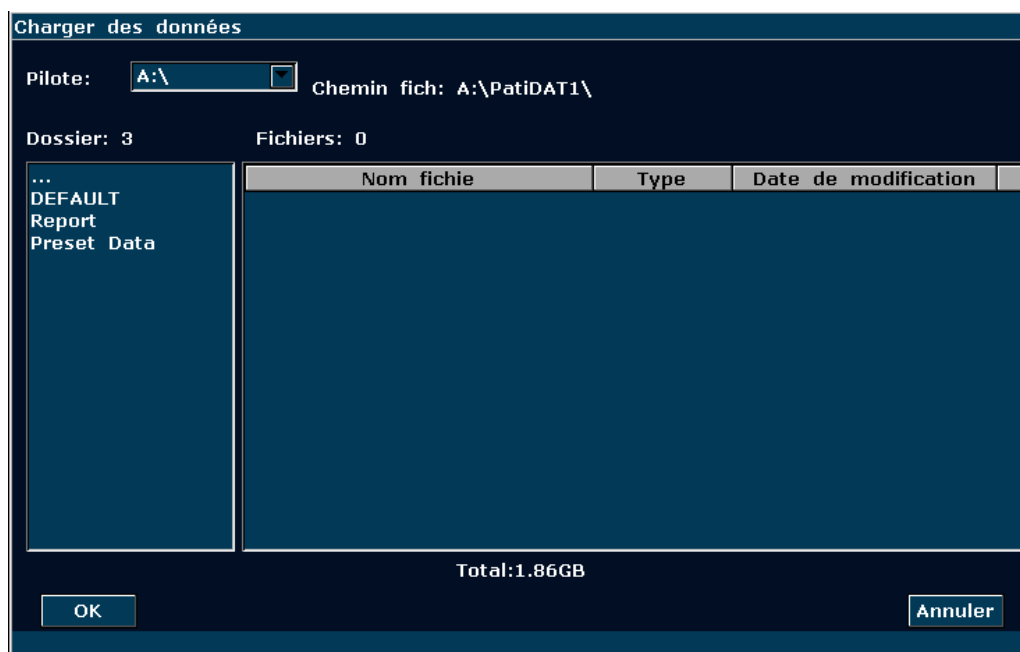 Charger des données
Pilote: A:\ Chemin fich: A:\PatiDAT1\
Dossier: 3 Fichiers: 0
... Nom fichie Type Date de modification
DEFAULT
Report
Preset Data
Total:1.86GB
OK Annuler